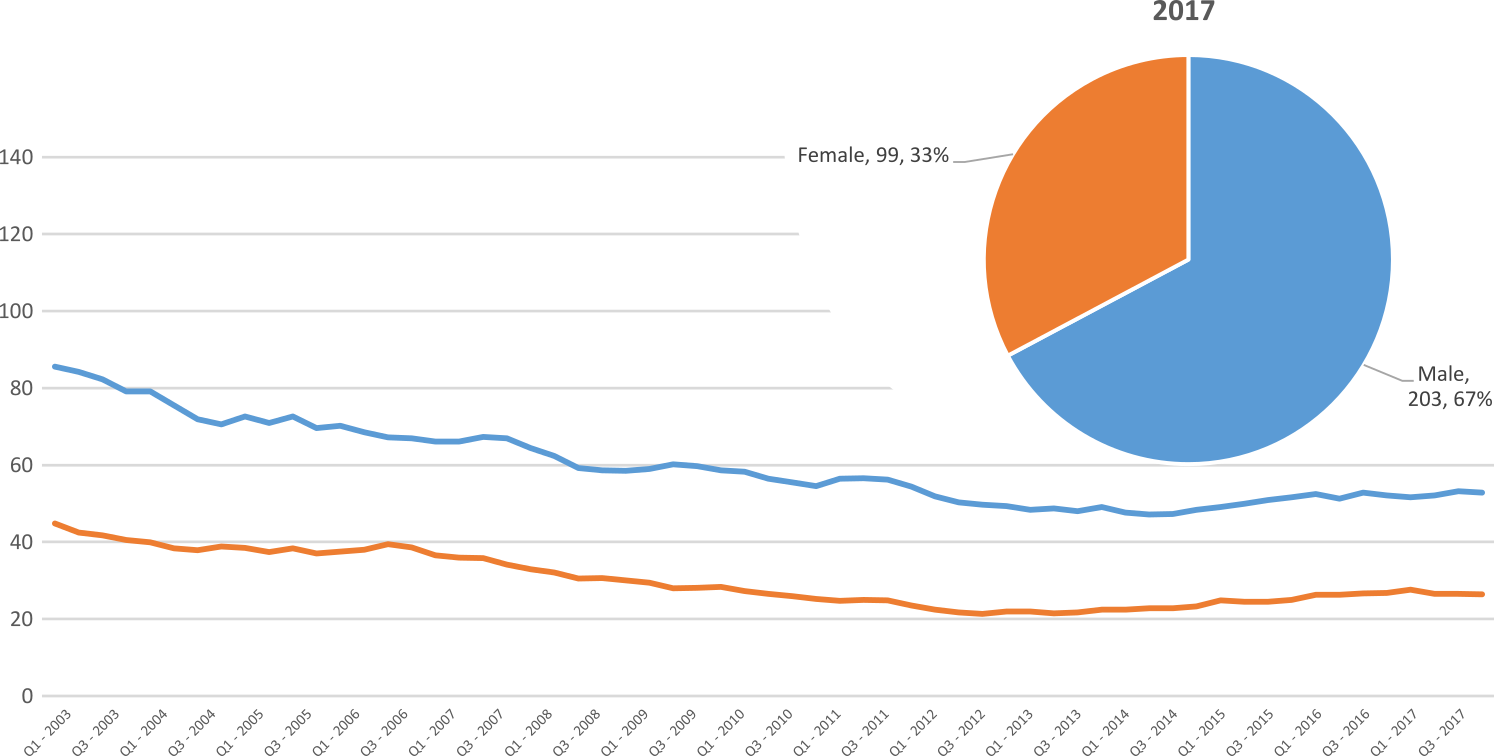 2017
Female, 99, 33%
Male,
203, 67%
140
120
100
80
60
40
20
0
Q1 - 2003
Q3 - 2003
Q1 - 2004
Q3 - 2004
Q1 - 2005
Q3 - 2005
Q1 - 2006
Q3 - 2006
Q1 - 2007
Q3 - 2007
Q1 - 2008
Q3 - 2008
Q1 - 2009
Q3 - 2009
Q1 - 2010
Q3 - 2010
Q1 - 2011
Q3 - 2011
Q1 - 2012
Q3 - 2012
Q1 - 2013
Q3 - 2013
Q1 - 2014
Q3 - 2014
Q1 - 2015
Q3 - 2015
Q1 - 2016
Q3 - 2016
Q1 - 2017
Q3 - 2017